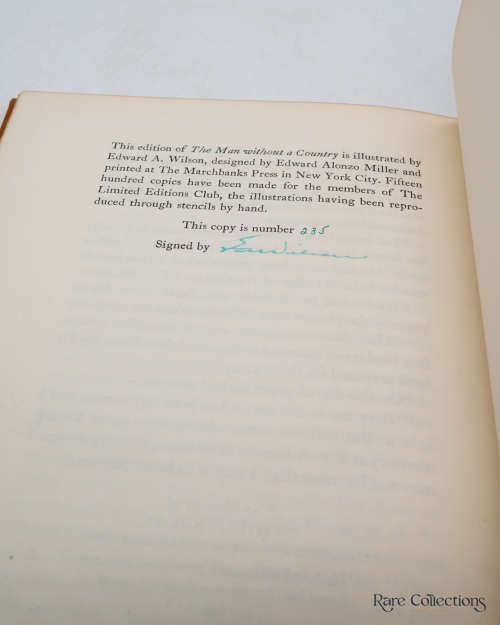 This edition of The Man without a Country is illustrated by
Edward A. Wilson, designed by Edward Alonzo Miller and
printed at The Marchbanks Press in New York City. Fifteen
hundred copies have been made for the members of The
Limited Editions Club, the illustrations having been repro-
duced through stencils by hand.
This copy is number 235
Signed by EAWilson
Rare Collections